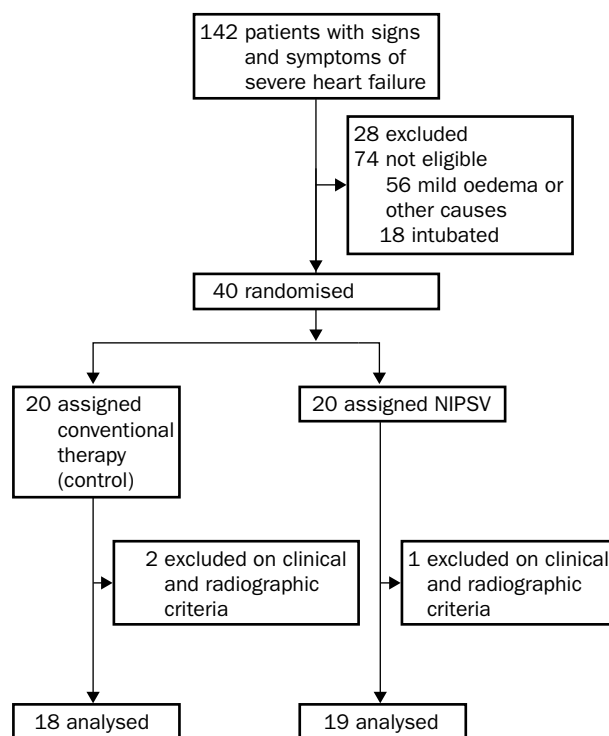 142 patients with signs
and symptoms of
severe heart failure
28 excluded
74 not eligible
56 mild oedema or
other causes
18 intubated
40 randomised
20 assigned
conventional
therapy
(control)
20 assigned NIPSV
2 excluded on clinical
and radiographic
criteria
1 excluded on clinical
and radiographic
criteria
18 analysed
19 analysed